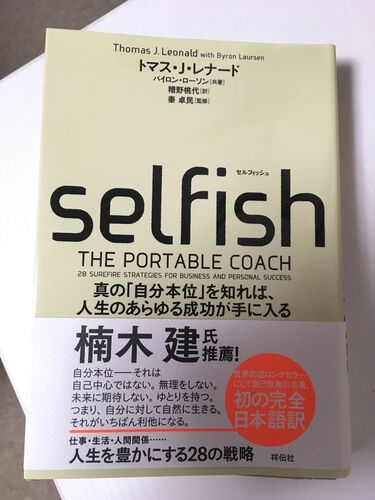 Thomas J. Leonald with Byron Laursen
トマス・J・レナード
バイロン・ローソン[共著]
糟野桃代[訳]
秦 卓民[監修]
セルフィッシュ
selfish
THE PORTABLE COACH
28 SUREFIRE STRATEGIES FOR BUSINESS AND PERSONAL SUCCESS
真の「自分本位」を知れば、
人生のあらゆる成功が手に入る
楠木 建氏
推薦!
自分本位——それは
自己中心ではない。無理をしない。
未来に期待しない。ゆとりを持つ。
つまり、自分に対して自然に生きる。
それがいちばん利他になる。
世界的超ロングセラー
にして自己啓発の名著、
初の完全
日本語訳
仕事・生活・人間関係……
人生を豊かにする28の戦略
祥伝社